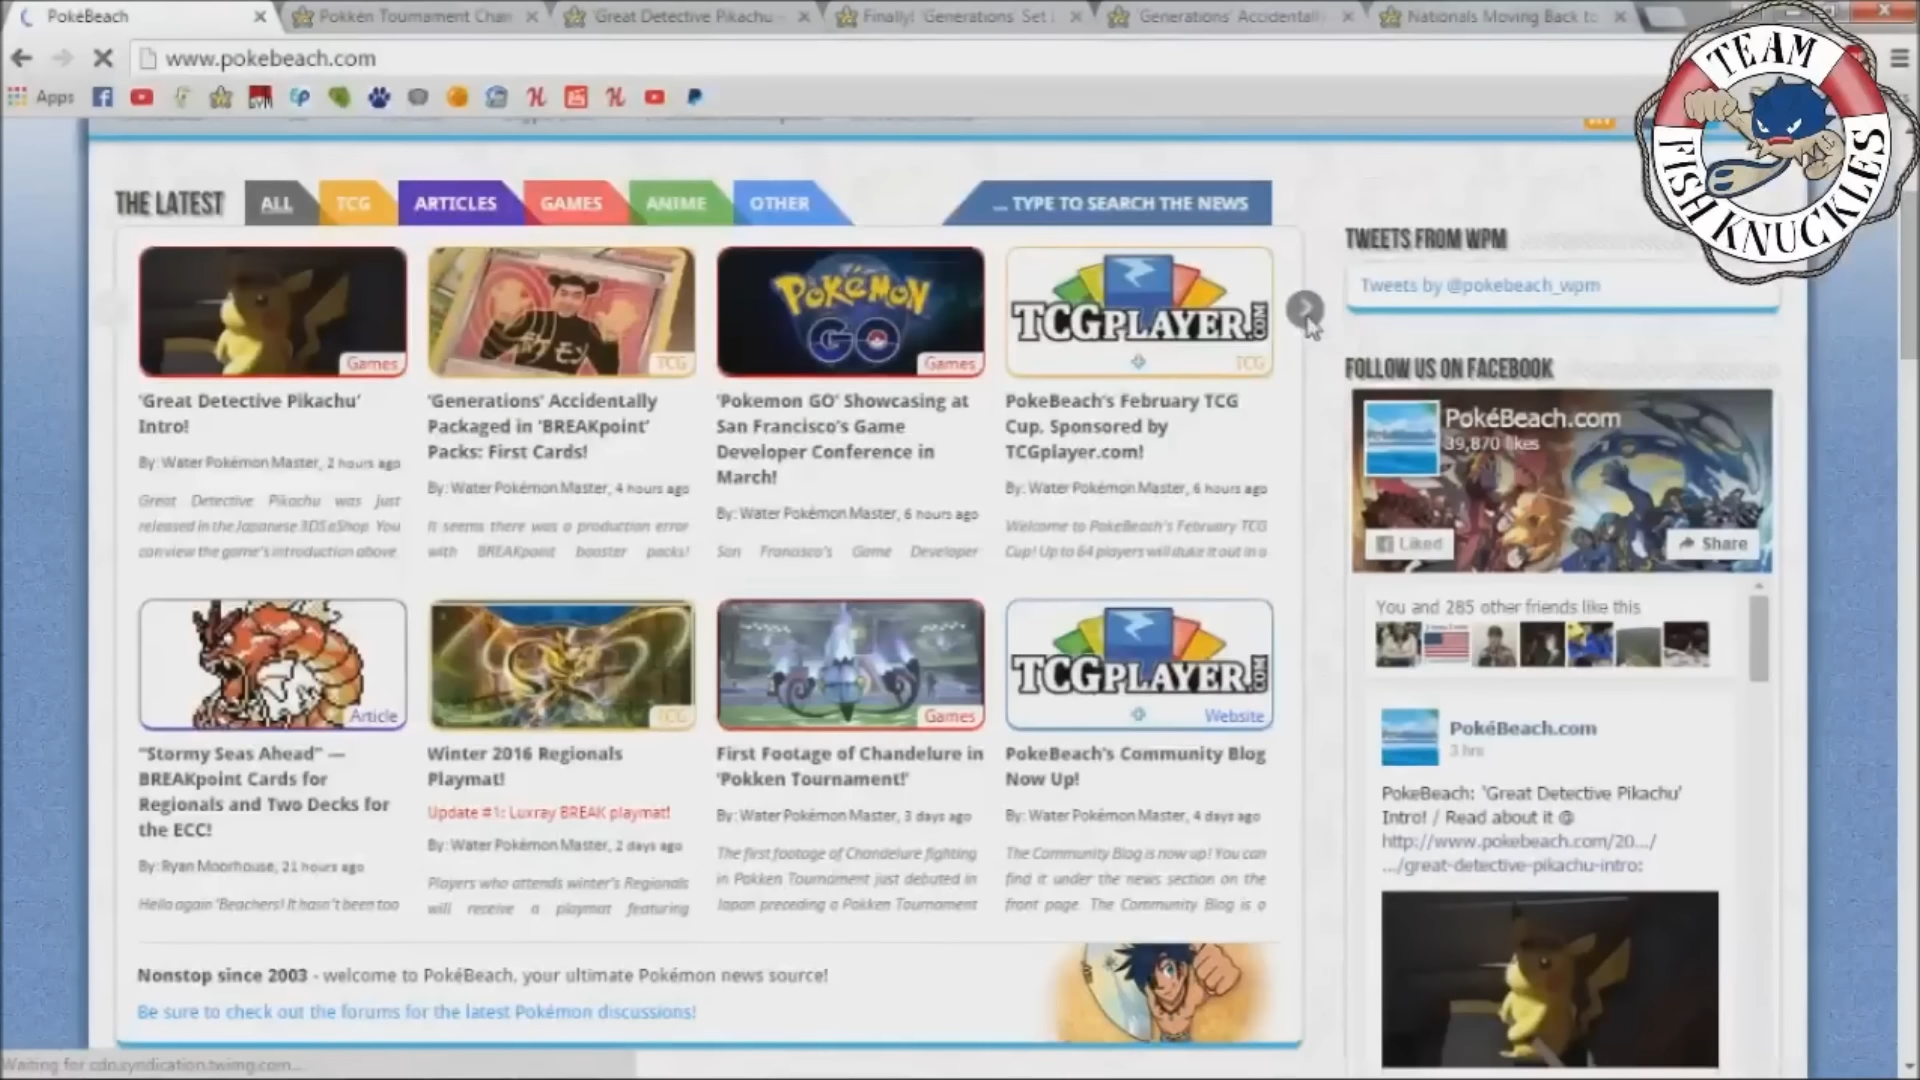 PokéBeach
Pokkén Tournament Chan
'Great Detective Pikachu'
Finally! 'Generations' Set
'Generations' Accidentall
Nationals Moving Back to
www.pokebeach.com
Apps
TEAM
FISH KNUCKLES
THE LATEST
ALL
TCG
ARTICLES
GAMES
ANIME
OTHER
... TYPE TO SEARCH THE NEWS
Games
TCG
POKéMON
GO
Games
TCGPLAYER.COM
TCG
'Great Detective Pikachu'
Intro!
By: Water Pokémon Master, 2 hours ago
Great Detective Pikachu was just
released in the Japanese 3DS eShop. You
can view the game's introduction above.
'Generations' Accidentally
Packaged in 'BREAKpoint'
Packs: First Cards!
By: Water Pokémon Master, 4 hours ago
It seems there was a production error
with BREAKpoint booster packs!
'Pokemon GO' Showcasing at
San Francisco's Game
Developer Conference in
March!
By: Water Pokémon Master, 6 hours ago
San Francisco's Game Developer
PokeBeach's February TCG
Cup, Sponsored by
TCGplayer.com!
By: Water Pokémon Master, 6 hours ago
Welcome to PokeBeach's February TCG
Cup! Up to 64 players will duke it out in a
Article
TCG
Games
TCGPLAYER.COM
Website
"Stormy Seas Ahead" —
BREAKpoint Cards for
Regionals and Two Decks for
the ECC!
By: Ryan Moorhouse, 21 hours ago
Hello again 'Beachers! It hasn't been too
Winter 2016 Regionals
Playmat!
Update #1: Luxray BREAK playmat!
By: Water Pokémon Master, 2 days ago
Players who attends winter's Regionals
will receive a playmat featuring
First Footage of Chandelure in
'Pokken Tournament!'
By: Water Pokémon Master, 3 days ago
The first footage of Chandelure fighting
in Pokken Tournament just debuted in
Japan preceding a Pokken Tournament
PokeBeach's Community Blog
Now Up!
By: Water Pokémon Master, 4 days ago
The Community Blog is now up! You can
find it under the news section on the
front page. The Community Blog is a
Nonstop since 2003 - welcome to PokéBeach, your ultimate Pokémon news source!
Be sure to check out the forums for the latest Pokémon discussions!
TWEETS FROM WPM
Tweets by @pokebeach_wpm
FOLLOW US ON FACEBOOK
PokéBeach.com
39,870 likes
Liked
Share
You and 285 other friends like this
PokéBeach.com
3 hrs
PokeBeach: 'Great Detective Pikachu'
Intro! / Read about it @
http://www.pokebeach.com/20.../
.../great-detective-pikachu-intro:
Waiting for cdn.syndication.twimg.com...